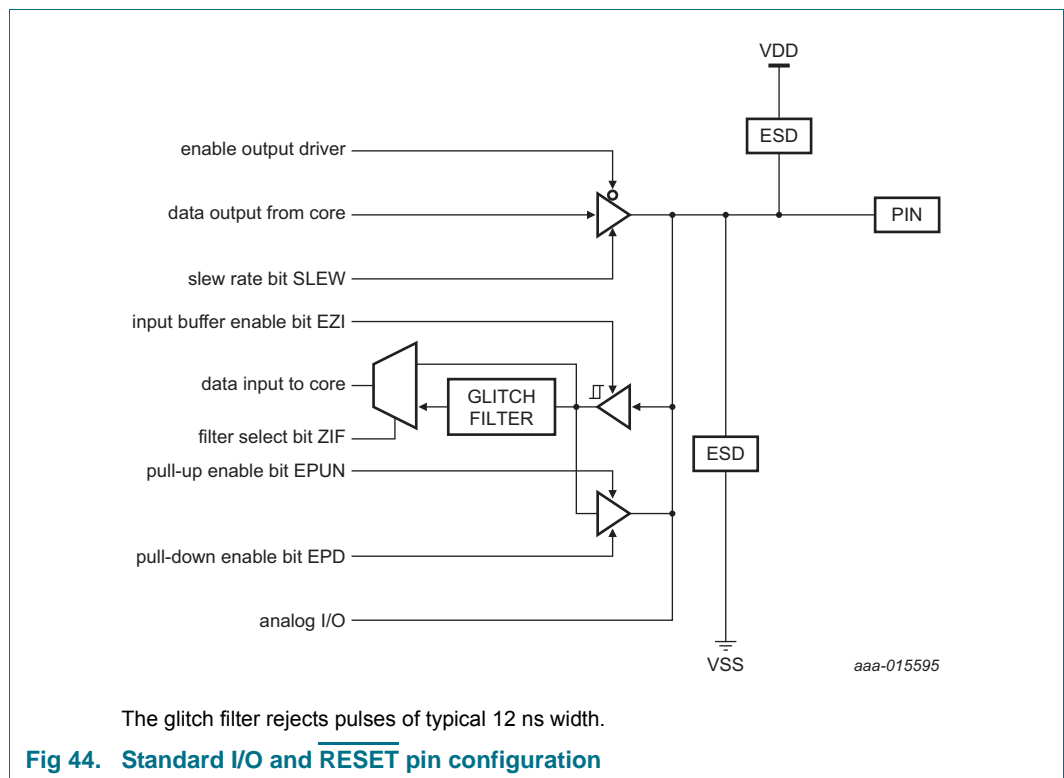 VDD
ESD
enable output driver
data output from core
PIN
slew rate bit SLEW
input buffer enable bit EZI
data input to core
GLITCH
FILTER
filter select bit ZIF
ESD
pull-up enable bit EPUN
pull-down enable bit EPD
analog I/O
VSS
aaa-015595
The glitch filter rejects pulses of typical 12 ns width.
Fig 44. Standard I/O and RESET pin configuration